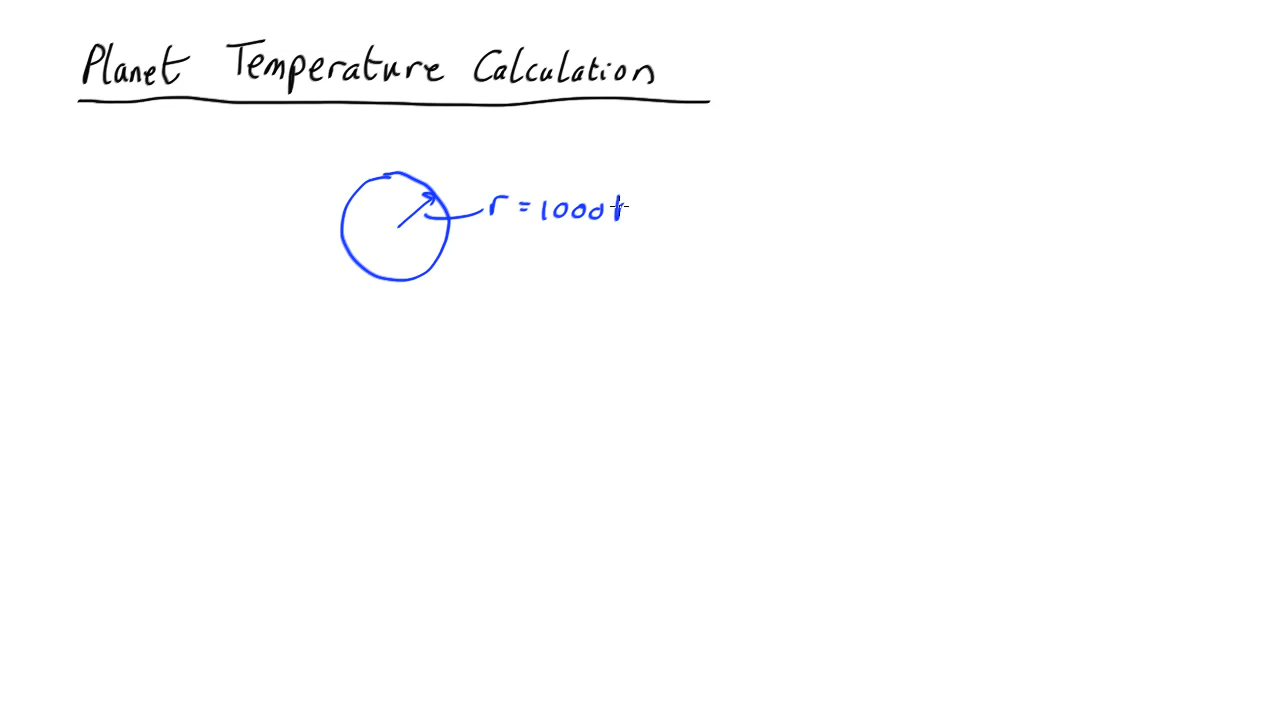 Planet Temperature Calculation
r = 1000